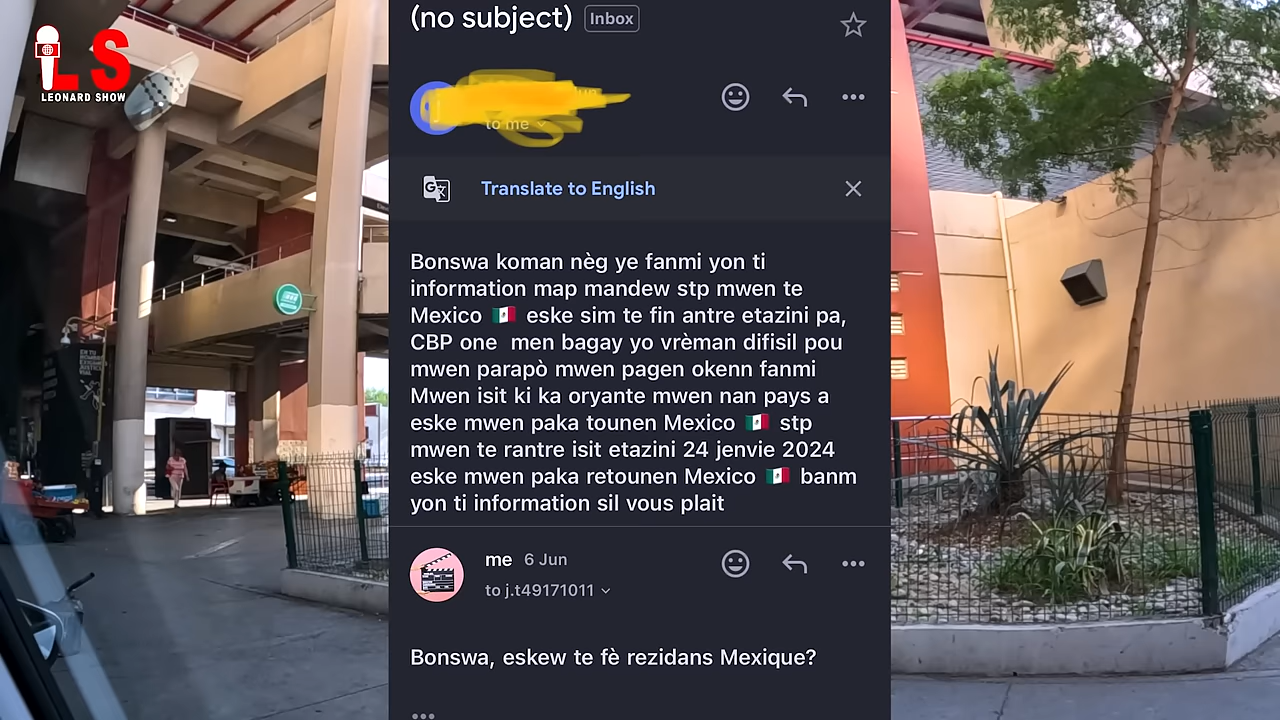 LS
LEONARD SHOW
(no subject) Inbox
to me
Translate to English
Bonswa koman nèg ye fanmi yon ti
information map mandew stp mwen te
Mexico 🇲🇽 eske sim te fin antre etazini pa,
CBP one men bagay yo vrèman difisil pou
mwen parapò mwen pagen okenn fanmi
Mwen isit ki ka oryante mwen nan pays a
eske mwen paka tounen Mexico 🇲🇽 stp
mwen te rantre isit etazini 24 jenvie 2024
eske mwen paka retounen Mexico 🇲🇽 banm
yon ti information sil vous plait
me 6 Jun
to j.t49171011
Bonswa, eskew te fè rezidans Mexique?